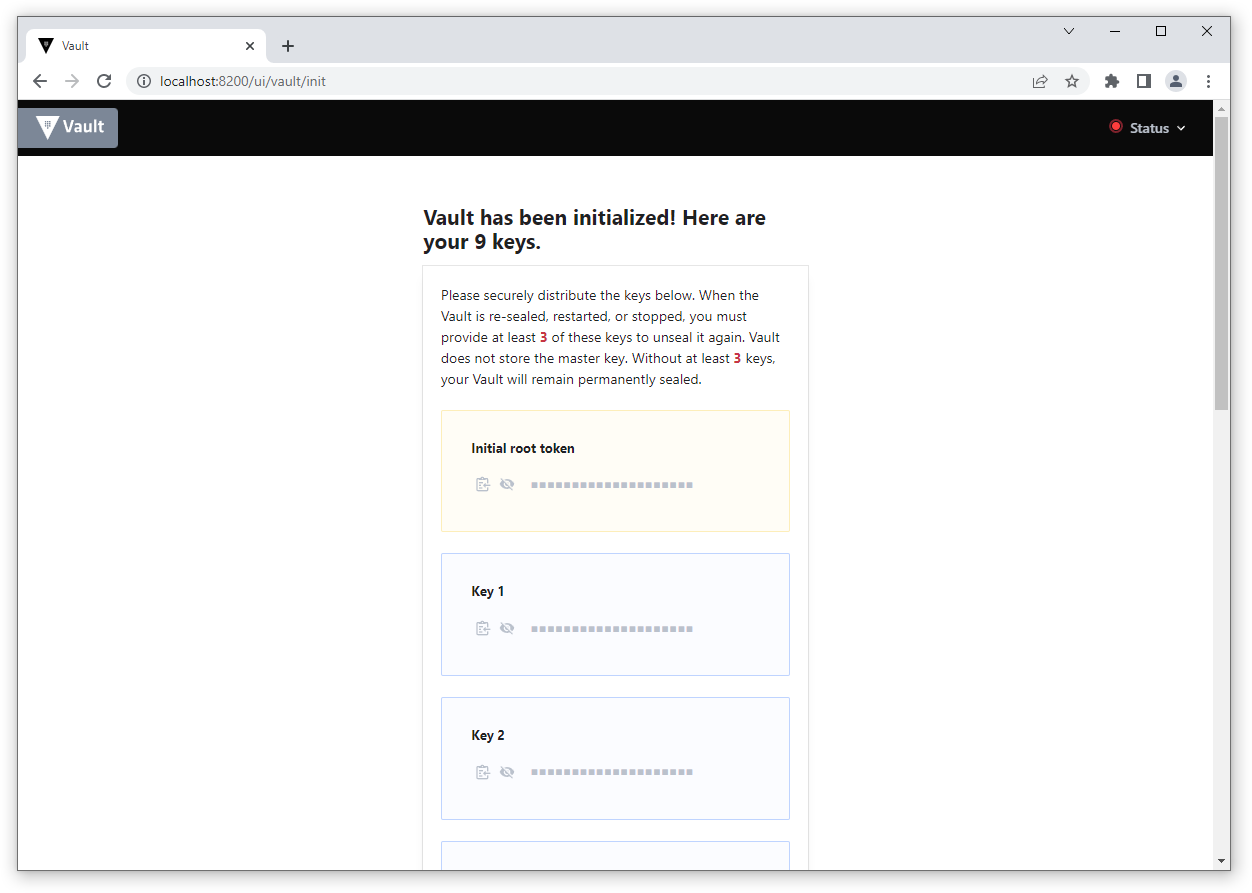 Vault
localhost:8200/ui/vault/init
Vault
Status
Vault has been initialized! Here are
your 9 keys.
Please securely distribute the keys below. When the
Vault is re-sealed, restarted, or stopped, you must
provide at least 3 of these keys to unseal it again. Vault
does not store the master key. Without at least 3 keys,
your Vault will remain permanently sealed.
Initial root token
Key 1
Key 2